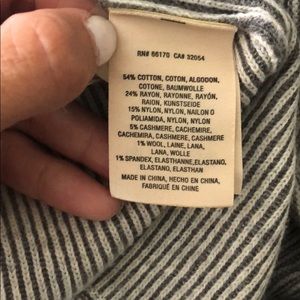 RN# 66170 CA# 32054
54% COTTON, COTON, ALGODON,
COTONE, BAUMWOLLE
24% RAYON, RAYONNE, RAYÓN,
RAION, KUNSTSEIDE
15% NYLON, NYLON, NAILON O
POLIAMIDA, NYLON, NYLON
5% CASHMERE, CACHEMIRE,
CACHEMIRA, CASHMERE, CASHMERE
1% WOOL, LAINE, LANA,
LANA, WOLLE
1% SPANDEX, ELASTHANNE, ELASTANO,
ELASTANO, ELASTHAN
MADE IN CHINA, HECHO EN CHINA,
FABRIQUÉ EN CHINE